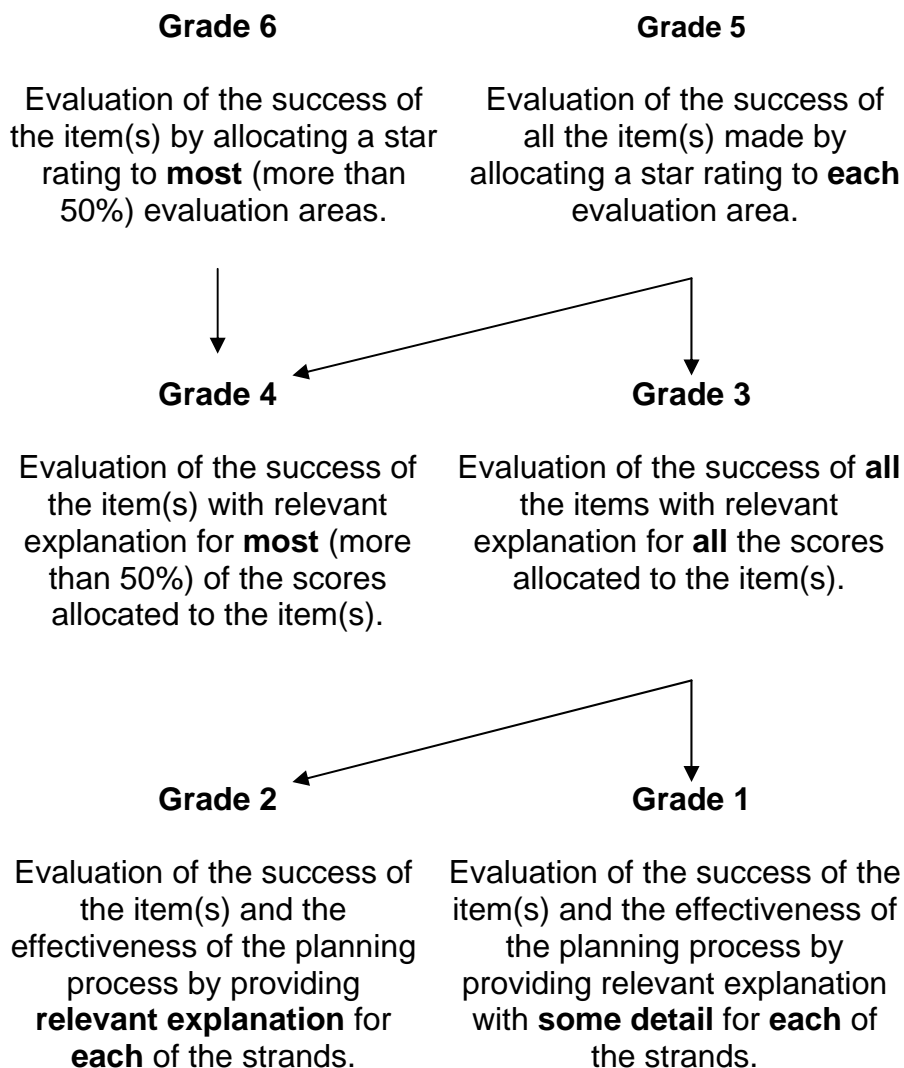 Grade 6
Evaluation of the success of
the item(s) by allocating a star
rating to most (more than
50%) evaluation areas.
Grade 5
Evaluation of the success of
all the item(s) made by
allocating a star rating to each
evaluation area.
Grade 4
Evaluation of the success of
the item(s) with relevant
explanation for most (more
than 50%) of the scores
allocated to the item(s).
Grade 3
Evaluation of the success of all
the items with relevant
explanation for all the scores
allocated to the item(s).
Grade 2
Evaluation of the success of
the item(s) and the
effectiveness of the planning
process by providing
relevant explanation for
each of the strands.
Grade 1
Evaluation of the success of the
item(s) and the effectiveness of
the planning process by
providing relevant explanation
with some detail for each of
the strands.